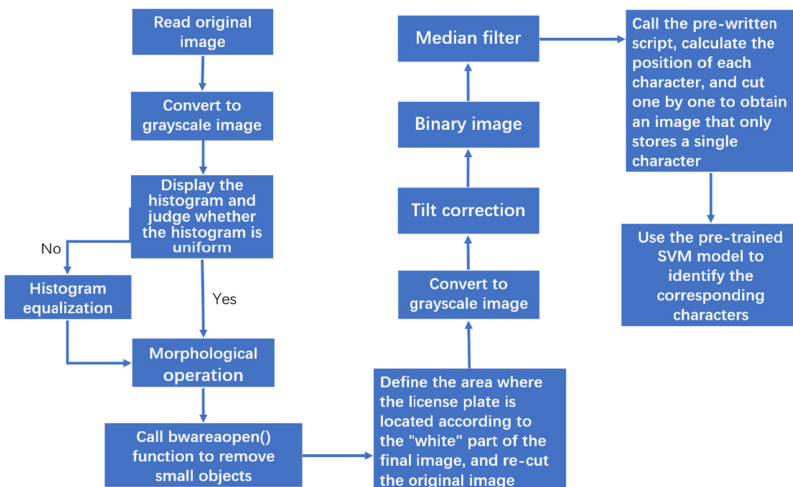 Read original
image
Convert to
grayscale image
Display the
histogram and
judge whether
the histogram is
uniform
No
Yes
Histogram
equalization
Morphological
operation
Call bwareaopen()
function to remove
small objects
Define the area where
the license plate is
located according to
the "white" part of the
final image, and re-cut
the original image
Convert to
grayscale image
Tilt correction
Binary image
Median filter
Call the pre-written
script, calculate the
position of each
character, and cut
one by one to obtain
an image that only
stores a single
character
Use the pre-trained
SVM model to
identify the
corresponding
characters